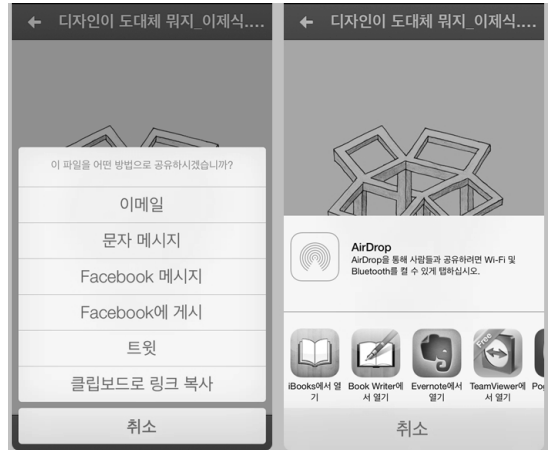 디자인이 도대체 뭐지_이제식....
이 파일을 어떤 방법으로 공유하시겠습니까?
이메일
문자 메시지
Facebook 메시지
Facebook에 게시
트윗
클립보드로 링크 복사
취소
디자인이 도대체 뭐지_이제식....
AirDrop
AirDrop을 통해 사람들과 공유하려면 Wi-Fi 및
Bluetooth를 켤 수 있게 탭하십시오.
Free
iBooks에서 열
기
Book Writer에
서 열기
Evernote에서
열기
TeamViewer에
서 열기
취소